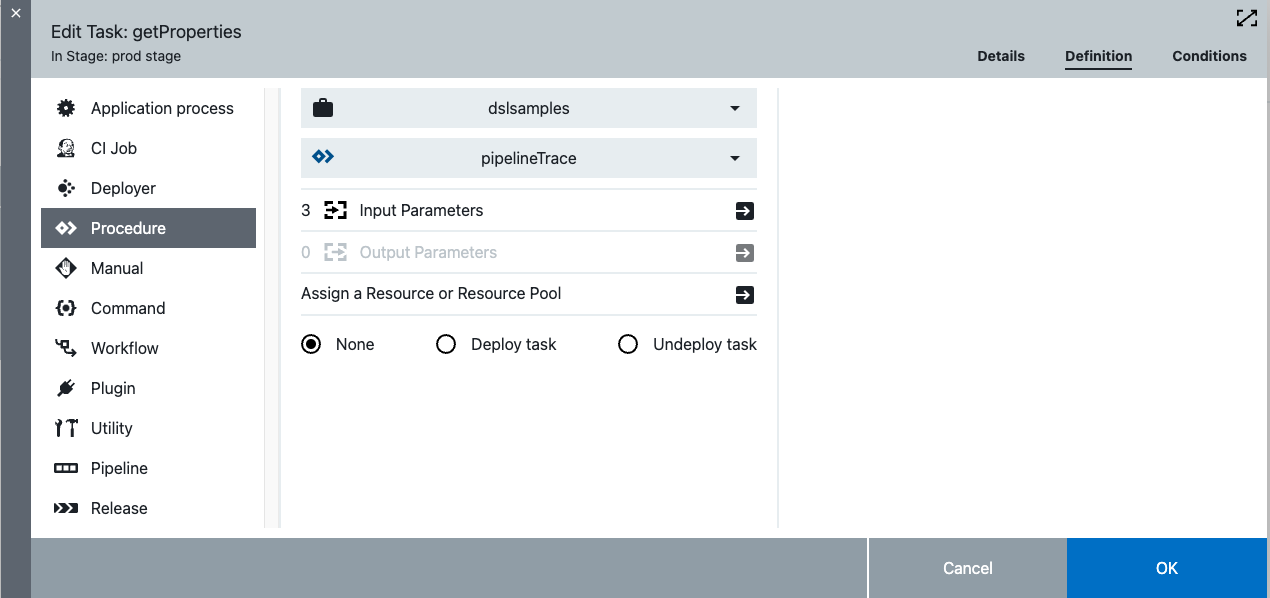 Edit Task: getProperties
In Stage: prod stage
Details
Definition
Conditions
Application process
CI Job
Deployer
Procedure
Manual
Command
Workflow
Plugin
Utility
Pipeline
Release
dslsamples
pipelineTrace
3 Input Parameters
0 Output Parameters
Assign a Resource or Resource Pool
None
Deploy task
Undeploy task
Cancel
OK